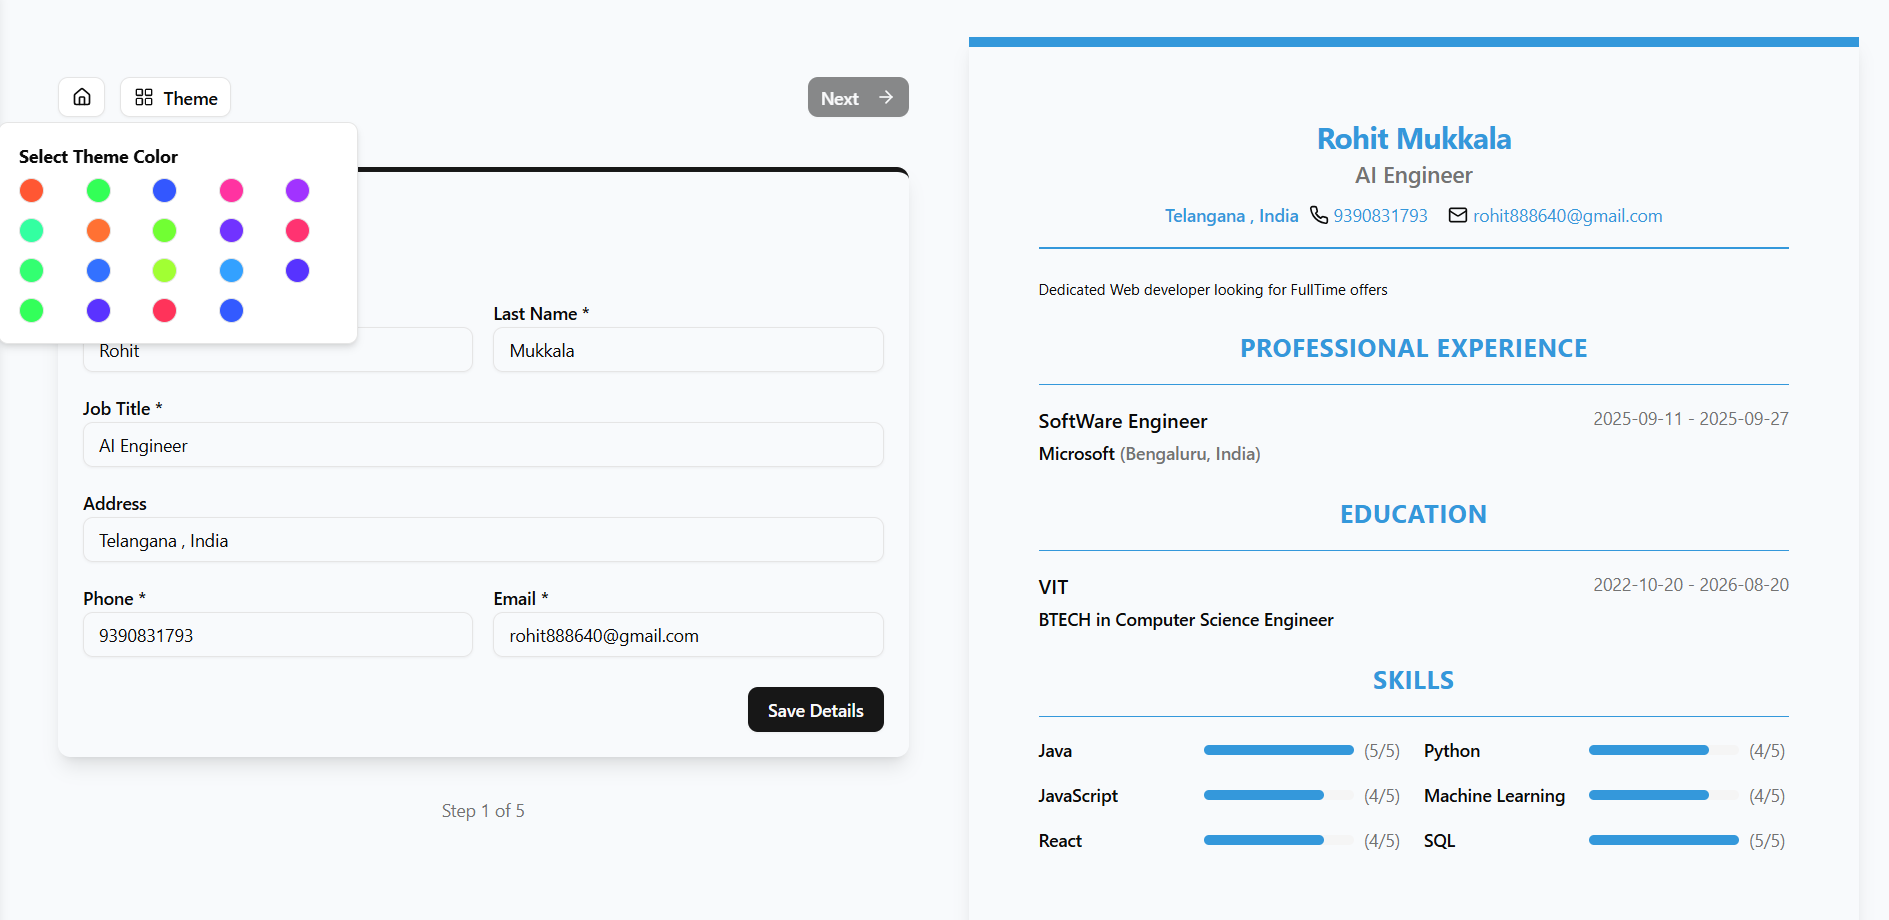 Theme
Next
Select Theme Color
Last Name *
Rohit
Mukkala
Job Title *
AI Engineer
Address
Telangana , India
Phone *
Email *
9390831793
rohit888640@gmail.com
Save Details
Step 1 of 5
Rohit Mukkala
AI Engineer
Telangana , India 9390831793 rohit888640@gmail.com
Dedicated Web developer looking for FullTime offers
PROFESSIONAL EXPERIENCE
SoftWare Engineer 2025-09-11 - 2025-09-27
Microsoft (Bengaluru, India)
EDUCATION
VIT 2022-10-20 - 2026-08-20
BTECH in Computer Science Engineer
SKILLS
Java (5/5) Python (4/5)
JavaScript (4/5) Machine Learning (4/5)
React (4/5) SQL (5/5)